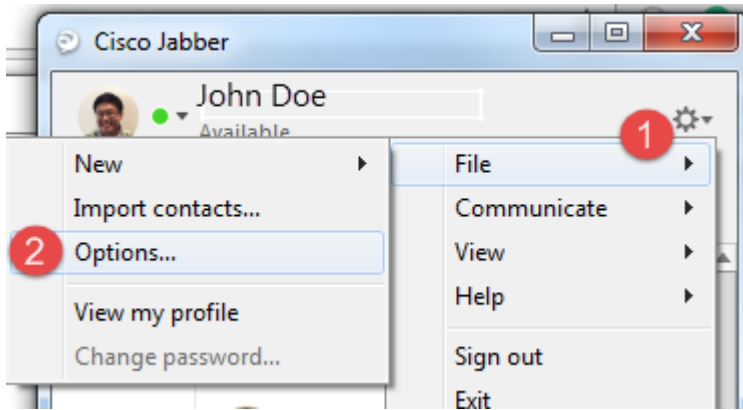 Cisco Jabber
John Doe
Available
1
New
File
Import contacts...
Communicate
2
Options...
View
Help
View my profile
Change password...
Sign out
Exit